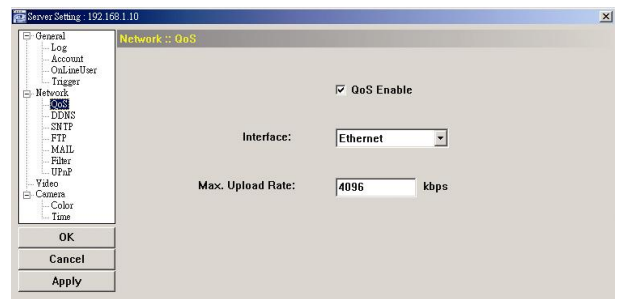 Server Setting : 192.168.1.10
General
Log
Account
OnLineUser
Trigger
Network
QoS
DDNS
SNTP
FTP
MAIL
Filter
UPnP
Video
Camera
Color
Time
OK
Cancel
Apply
Network :: QoS
QoS Enable
Interface: Ethernet
Max. Upload Rate: 4096 kbps